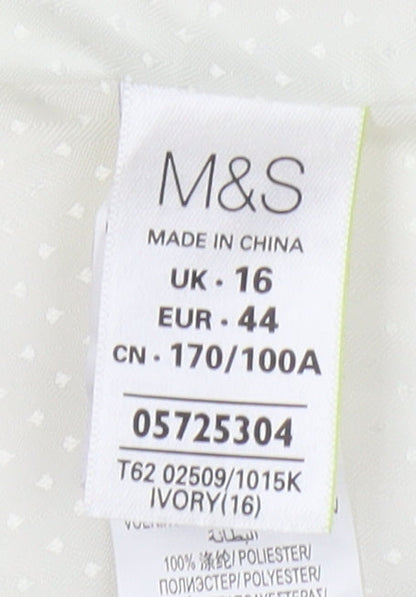 M&S
MADE IN CHINA
UK · 16
EUR · 44
CN · 170/100A
05725304
T62 02509/1015K
IVORY(16)
البطانة
100% 涤纶/ POLIESTER/
ПОЛИЭСТЕР/ POLYESTER/